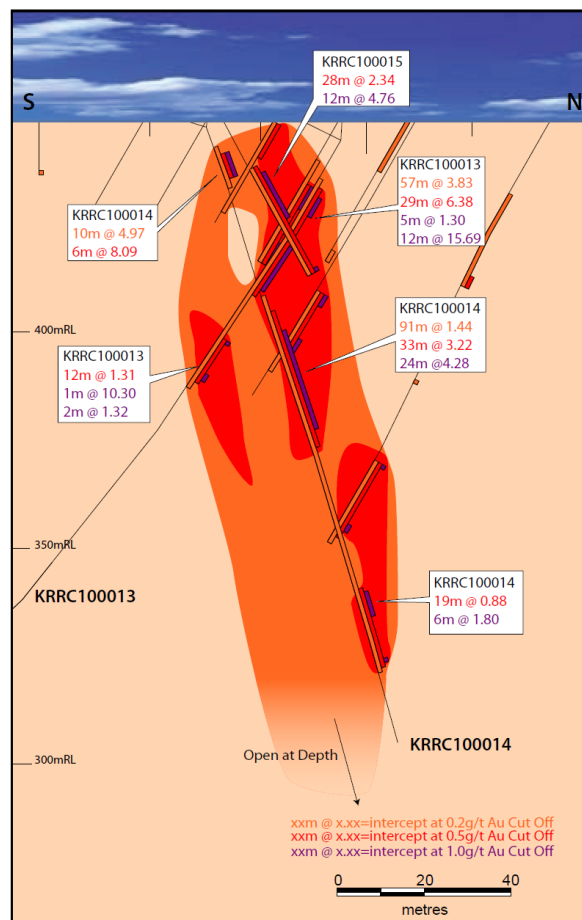 S
N
KRRC100015
28m @ 2.34
12m @ 4.76
KRRC100013
57m @ 3.83
29m @ 6.38
5m @ 1.30
12m @ 15.69
KRRC100014
10m @ 4.97
6m @ 8.09
400mRL
KRRC100014
91m @ 1.44
33m @ 3.22
24m @4.28
KRRC100013
12m @ 1.31
1m @ 10.30
2m @ 1.32
350mRL
KRRC100013
KRRC100014
19m @ 0.88
6m @ 1.80
KRRC100014
Open at Depth
300mRL
xxm @ x.xx=intercept at 0.2g/t Au Cut Off
xxm @ x.xx=intercept at 0.5g/t Au Cut Off
xxm @ x.xx=intercept at 1.0g/t Au Cut Off
0 20 40
metres